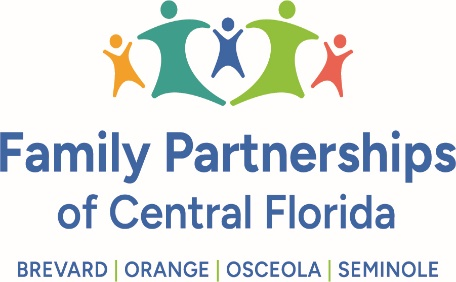 Family Partnerships
of Central Florida
BREVARD | ORANGE | OSCEOLA | SEMINOLE